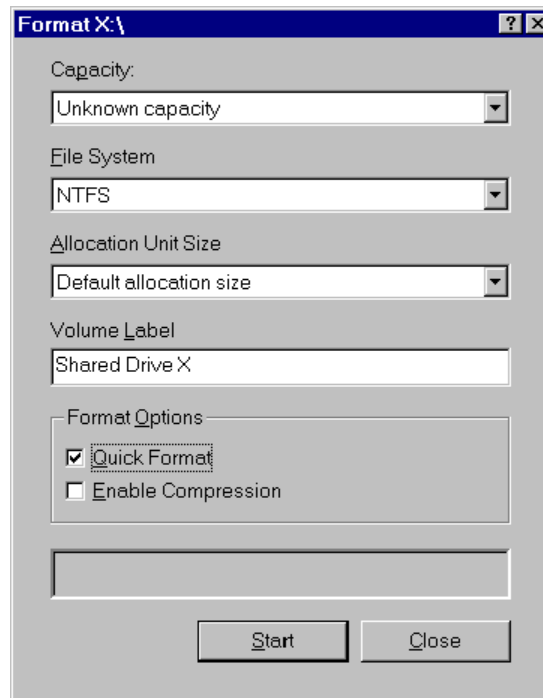 Format X:\
Capacity:
Unknown capacity
File System
NTFS
Allocation Unit Size
Default allocation size
Volume Label
Shared Drive X
Format Options
Quick Format
Enable Compression
Start
Close